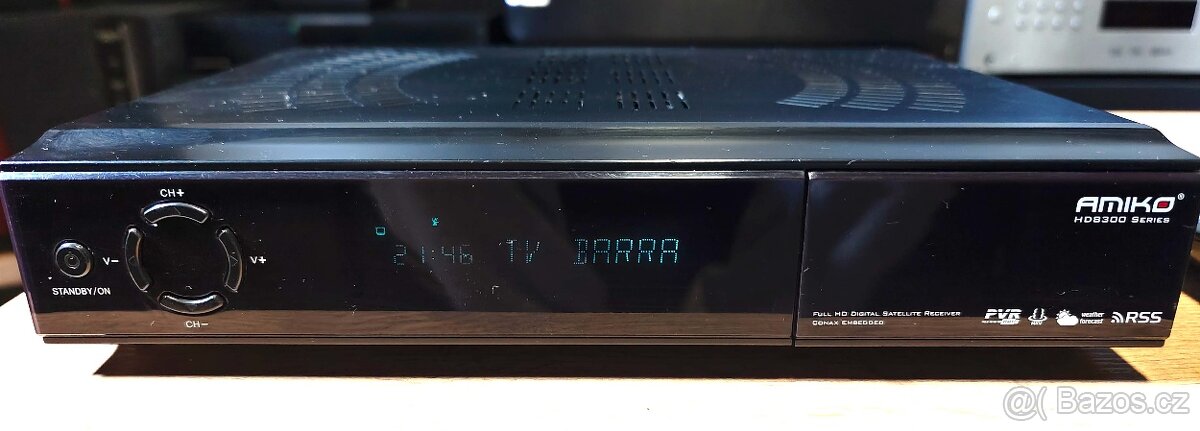 CH+
V-
V+
STANDBY/ON
CH-
21:46 TV BARRA
AMIKO®
HD8300 SERIES
FULL HD DIGITAL SATELLITE RECEIVER
CONAX EMBEDDED
PVR
weather
forecast
RSS
@( Bazos.cz